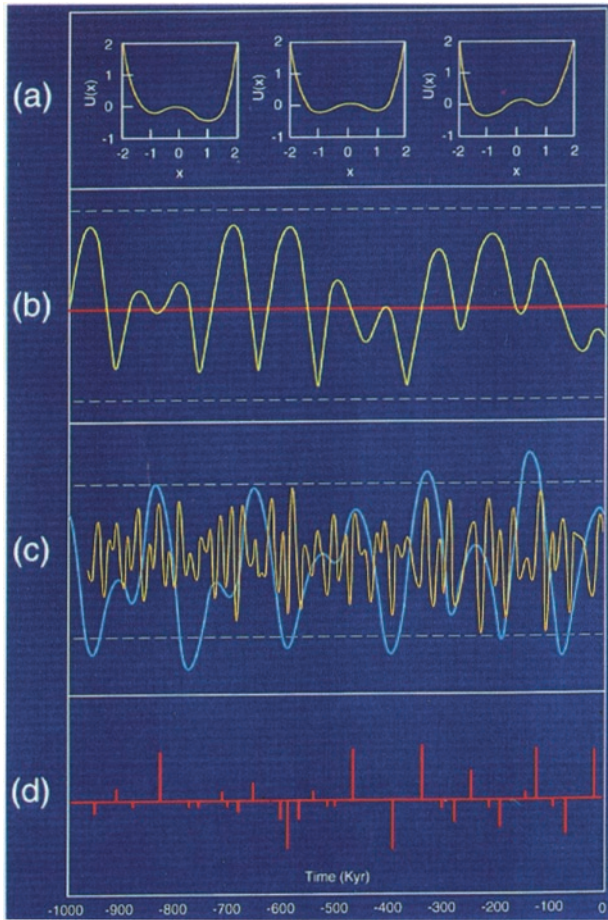 (a)
2 2 2
1 1 1
0 0 0
-1 -1 -1
U(x) U(x) U(x)
-2 -1 0 1 2 -2 -1 0 1 2 -2 -1 0 1 2
x x x
(b)
(c)
(d)
Time (Kyr)
-1000 -900 -800 -700 -600 -500 -400 -300 -200 -100 0